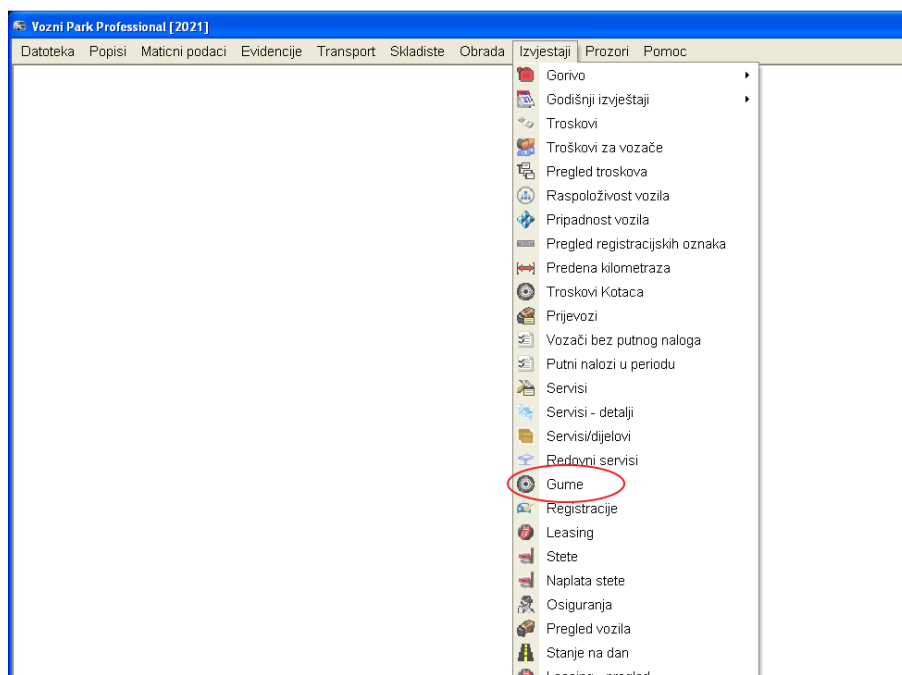 Vozni Park Professional [2021]
Datoteka Popisi Maticni podaci Evidencije Transport Skladiste Obrada Izvjestaji Prozori Pomoc
Gorivo
Godišnji izvještaji
Troskovi
Troškovi za vozače
Pregled troskova
Raspoloživost vozila
Pripadnost vozila
Pregled registracijskih oznaka
Predena kilometraza
Troskovi Kotaca
Prijevozi
Vozači bez putnog naloga
Putni nalozi u periodu
Servisi
Servisi - detalji
Servisi/dijelovi
Redovni servisi
Gume
Registracije
Leasing
Stete
Naplata stete
Osiguranja
Pregled vozila
Stanje na dan
Leasing - pregled